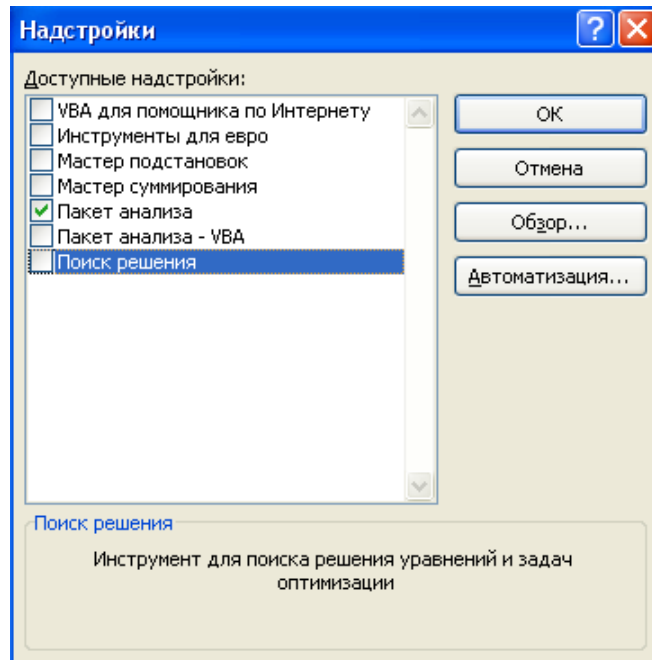 Надстройки
Доступные надстройки:
VBA для помощника по Интернету
Инструменты для евро
Мастер подстановок
Мастер суммирования
Пакет анализа
Пакет анализа - VBA
Поиск решения
ОК
Отмена
Обзор...
Автоматизация...
Поиск решения
Инструмент для поиска решения уравнений и задач
оптимизации